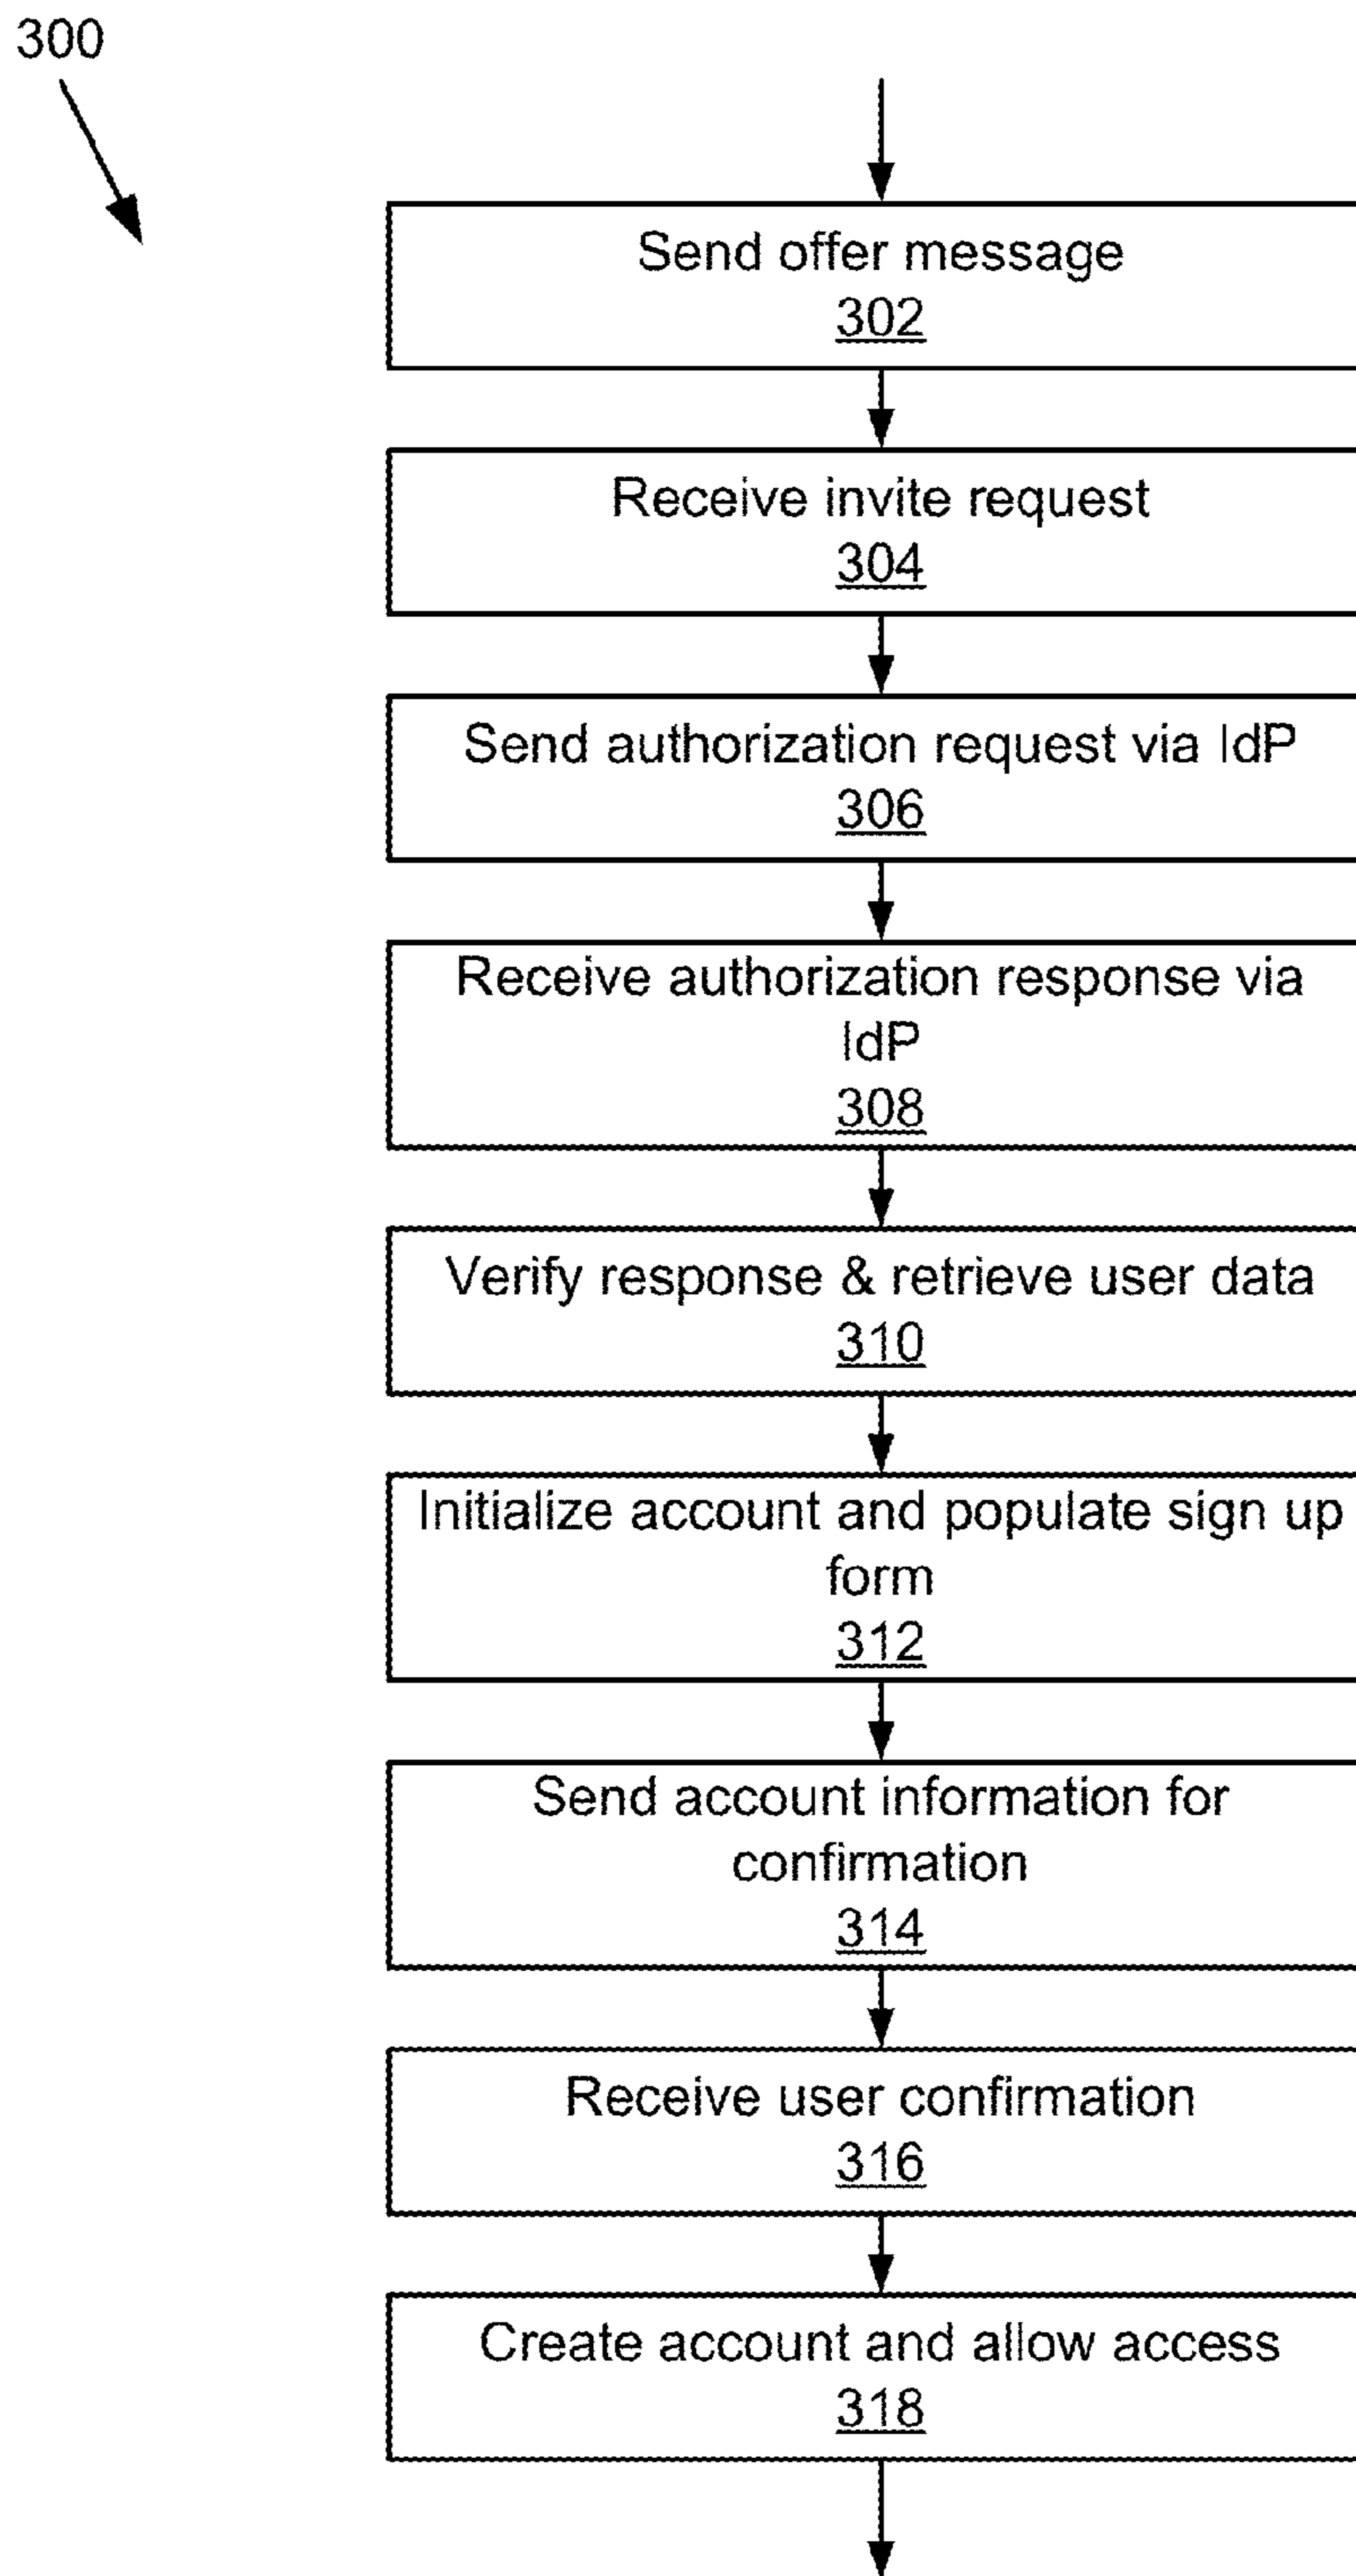 300
Send offer message
302
Receive invite request
304
Send authorization request via IdP
306
Receive authorization response via
IdP
308
Verify response & retrieve user data
310
Initialize account and populate sign up
form
312
Send account information for
confirmation
314
Receive user confirmation
316
Create account and allow access
318